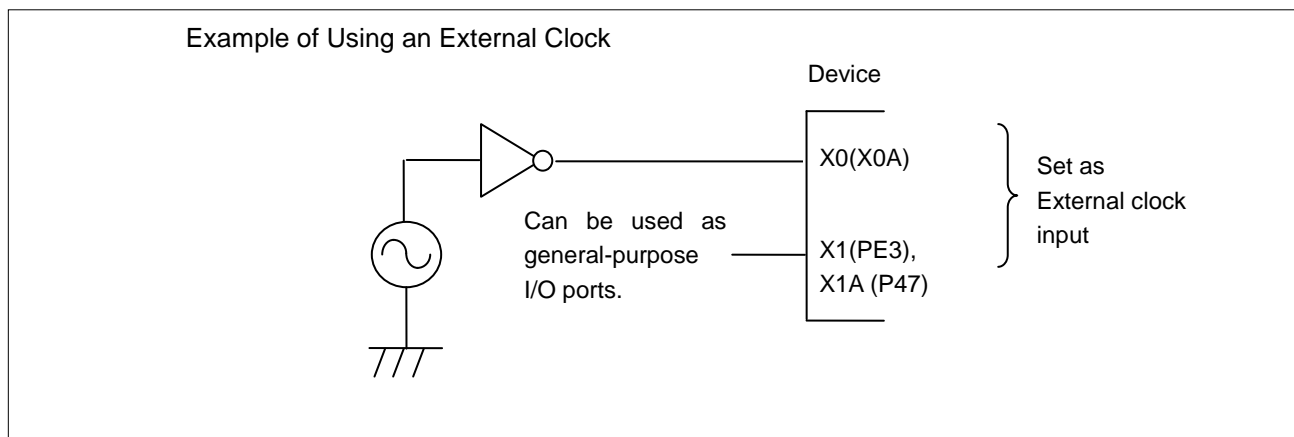 Example of Using an External Clock
Device
X0(X0A)
Set as
External clock
input
Can be used as
general-purpose
I/O ports.
X1(PE3),
X1A (P47)